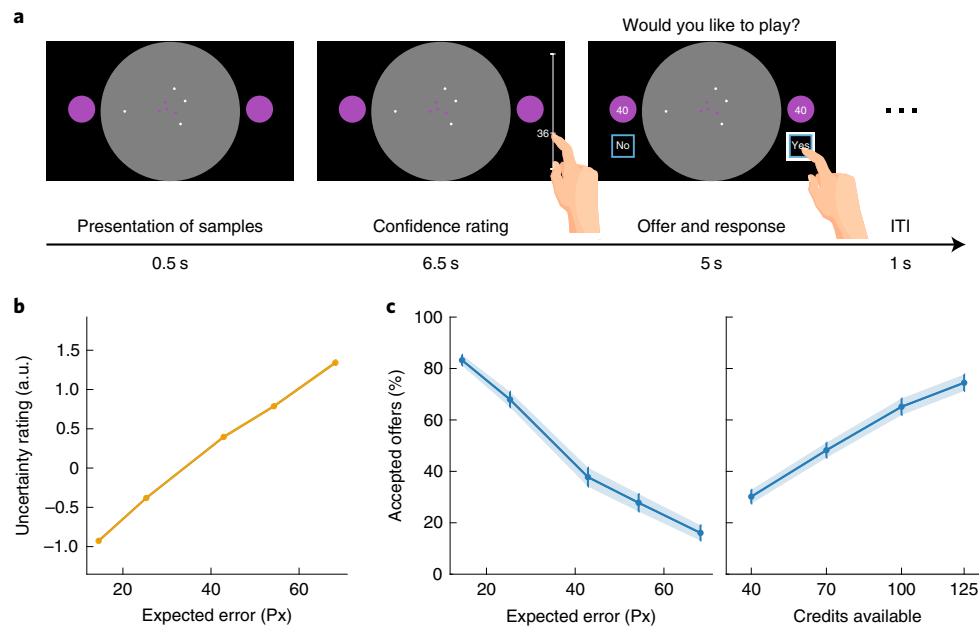 a
Would you like to play?
36
40
40
No
Yes
Presentation of samples
Confidence rating
Offer and response
ITI
0.5 s
6.5 s
5 s
1 s
b
Uncertainty rating (a.u.)
1.5
1.0
0.5
0
–0.5
–1.0
20
40
60
Expected error (Px)
c
Accepted offers (%)
100
80
60
40
20
0
20
40
60
Expected error (Px)
40
70
100
125
Credits available